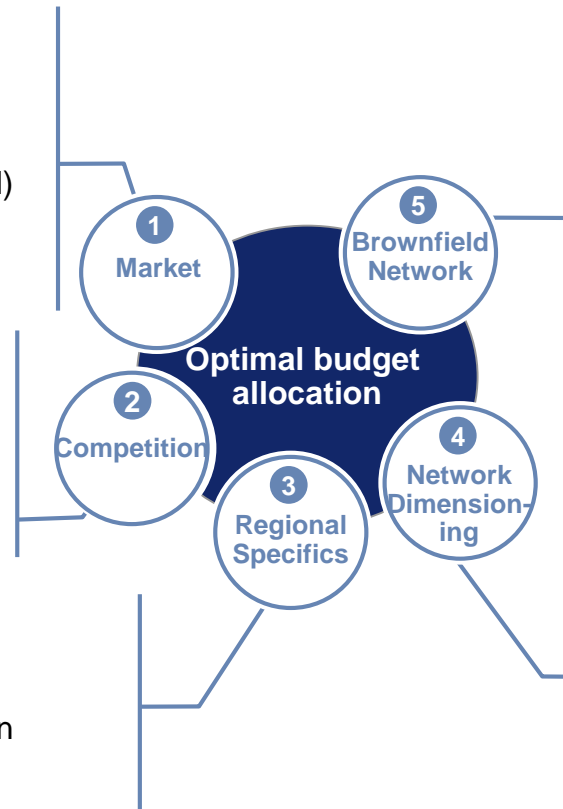 )
1
Market
5
Brownfield
Network
Optimal budget
allocation
2
Competition
3
Regional
Specifics
4
Network
Dimension-
ing
n